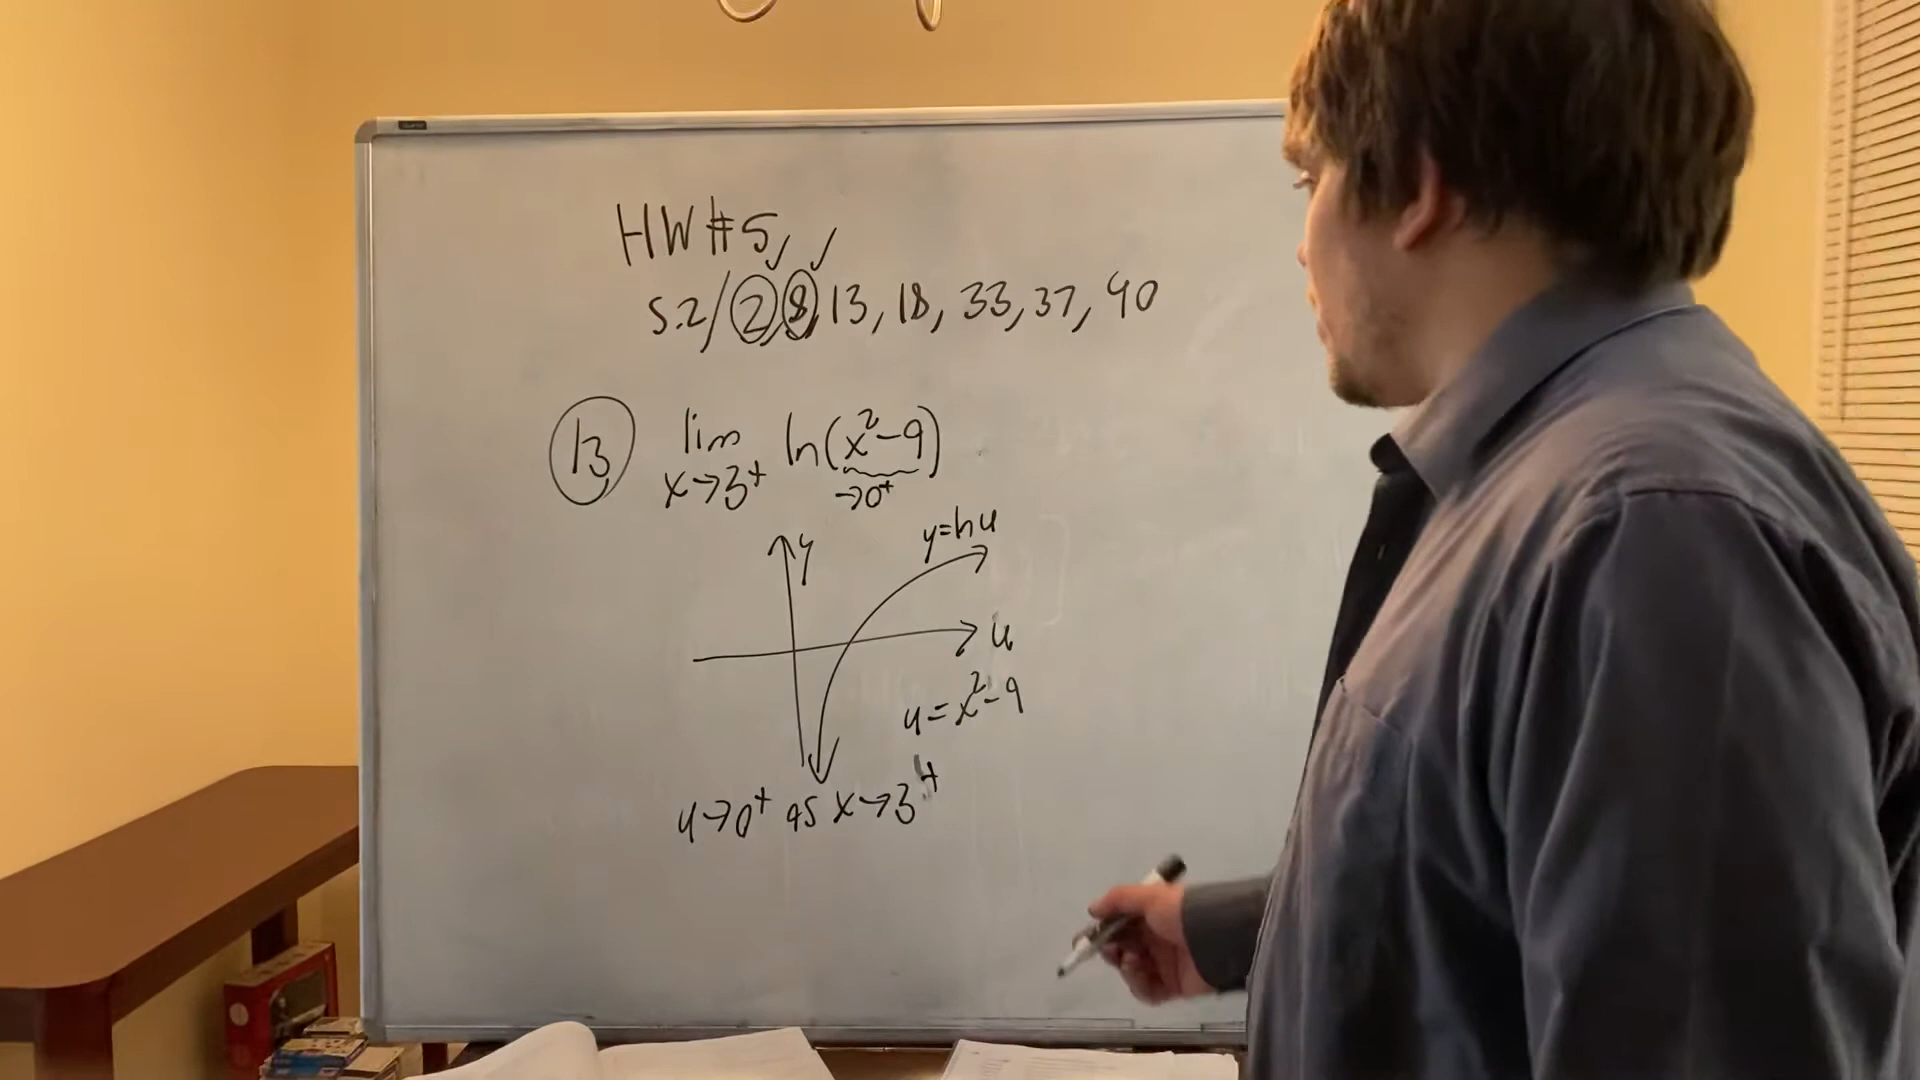 HW #5
5.2/ 2, 8, 13, 18, 33, 37, 40
13 lim ln(x²-9)
x→3⁺ →0⁺
y=ln u
y
u
u=x²-9
u→0⁺ as x→3⁺